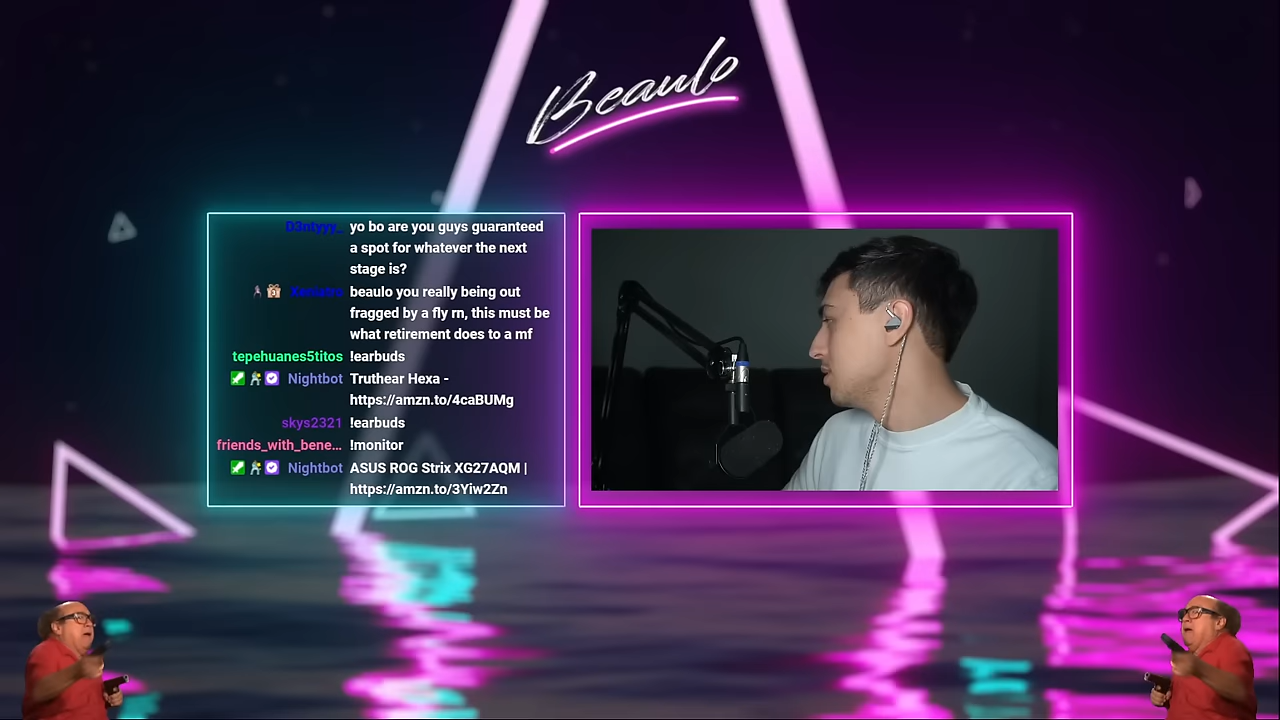 Beaulo
D3ntyyy_ yo bo are you guys guaranteed
a spot for whatever the next
stage is?
beaulo you really being out
fragged by a fly rn, this must be
what retirement does to a mf
tepehuanes5titos !earbuds
Nightbot Truthear Hexa -
https://amzn.to/4caBUMg
skys2321 !earbuds
friends_with_bene... !monitor
Nightbot ASUS ROG Strix XG27AQM |
https://amzn.to/3Yiw2Zn